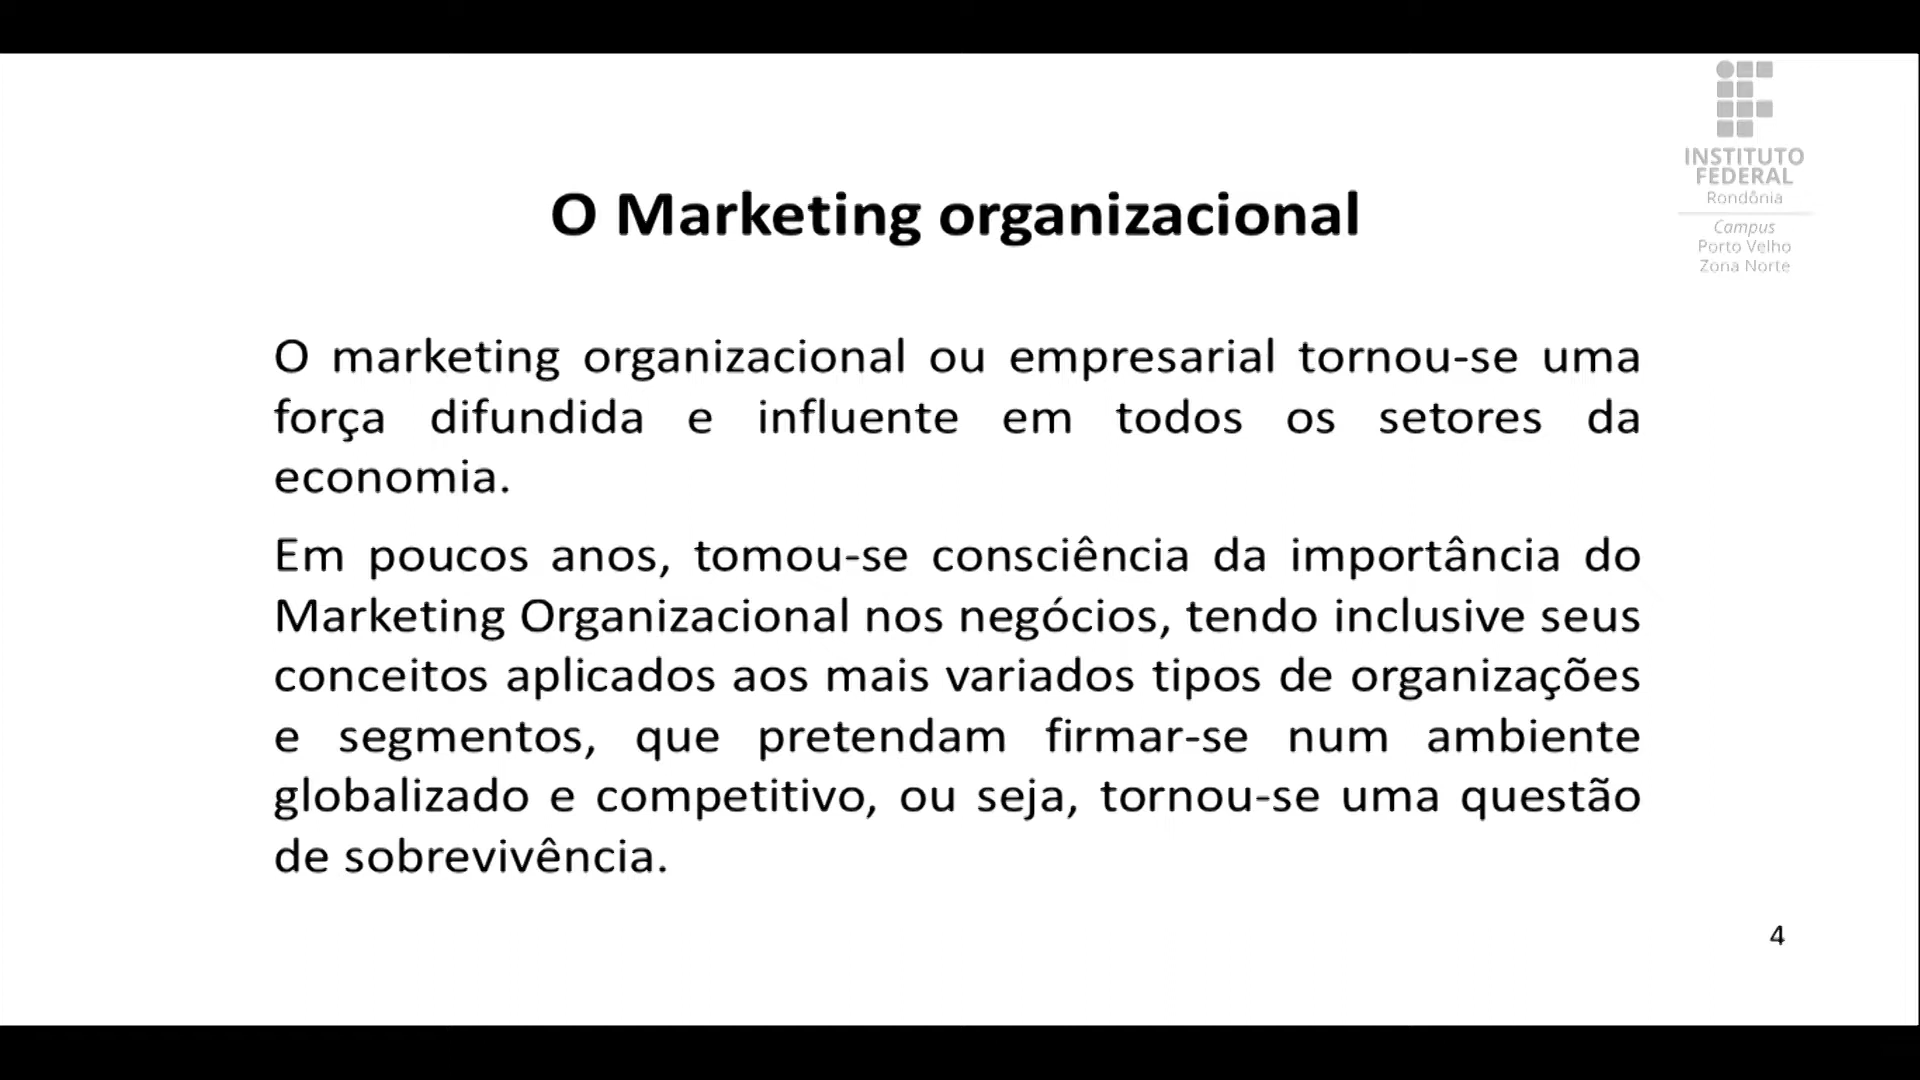 INSTITUTO
FEDERAL
Rondônia
Campus
Porto Velho
Zona Norte
O Marketing organizacional
O marketing organizacional ou empresarial tornou-se uma
força difundida e influente em todos os setores da
economia.
Em poucos anos, tomou-se consciência da importância do
Marketing Organizacional nos negócios, tendo inclusive seus
conceitos aplicados aos mais variados tipos de organizações
e segmentos, que pretendam firmar-se num ambiente
globalizado e competitivo, ou seja, tornou-se uma questão
de sobrevivência.
4